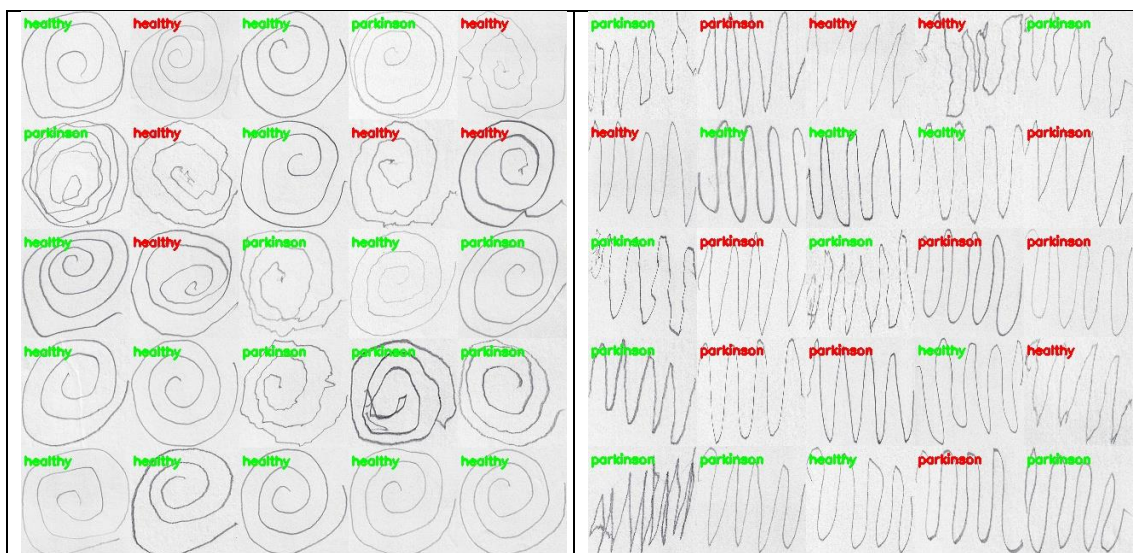 healthy healthy healthy parkinson healthy
parkinson healthy healthy healthy healthy
healthy healthy parkinson healthy parkinson
healthy healthy parkinson parkinson parkinson
healthy healthy healthy healthy healthy
parkinson parkinson healthy healthy parkinson
healthy healthy healthy healthy parkinson
parkinson parkinson parkinson parkinson parkinson
parkinson parkinson parkinson healthy healthy
parkinson parkinson healthy parkinson parkinson